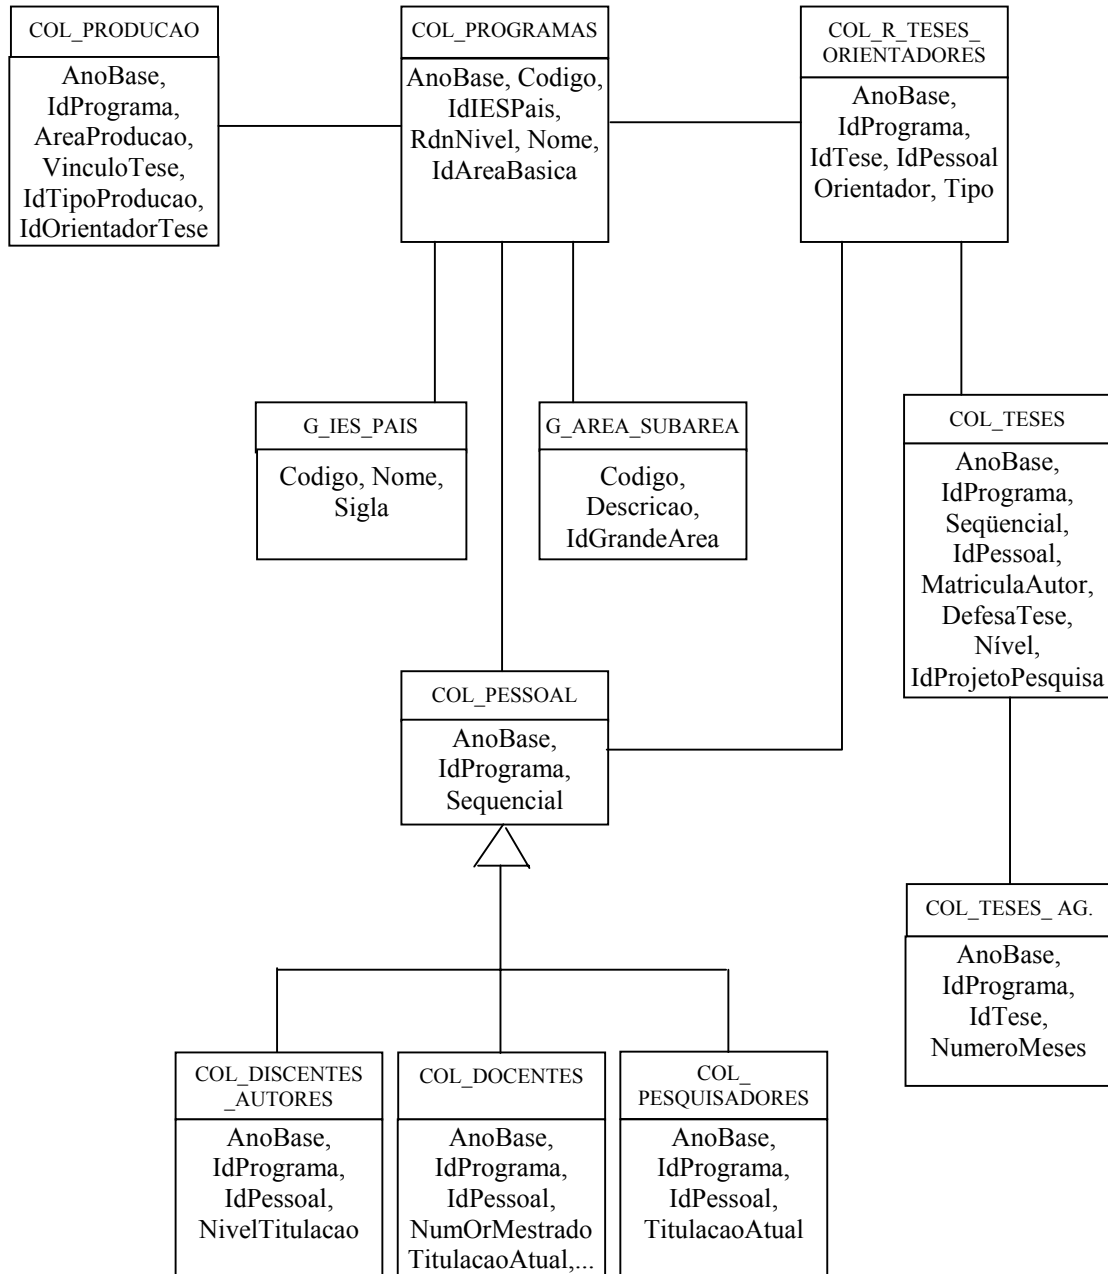 COL_PRODUCAO
AnoBase,
IdPrograma,
AreaProducao,
VinculoTese,
IdTipoProducao,
IdOrientadorTese
COL_PROGRAMAS
AnoBase, Codigo,
IdIESPais,
RdnNivel, Nome,
IdAreaBasica
COL_R_TESES_
ORIENTADORES
AnoBase,
IdPrograma,
IdTese, IdPessoal
Orientador, Tipo
G_IES_PAIS
Codigo, Nome,
Sigla
G_AREA_SUBAREA
Codigo,
Descricao,
IdGrandeArea
COL_TESES
AnoBase,
IdPrograma,
Seqüencial,
IdPessoal,
MatriculaAutor,
DefesaTese,
Nível,
IdProjetoPesquisa
COL_PESSOAL
AnoBase,
IdPrograma,
Sequencial
COL_TESES_ AG.
AnoBase,
IdPrograma,
IdTese,
NumeroMeses
COL_DISCENTES
_AUTORES
AnoBase,
IdPrograma,
IdPessoal,
NivelTitulacao
COL_DOCENTES
AnoBase,
IdPrograma,
IdPessoal,
NumOrMestrado
TitulacaoAtual,...
COL_
PESQUISADORES
AnoBase,
IdPrograma,
IdPessoal,
TitulacaoAtual